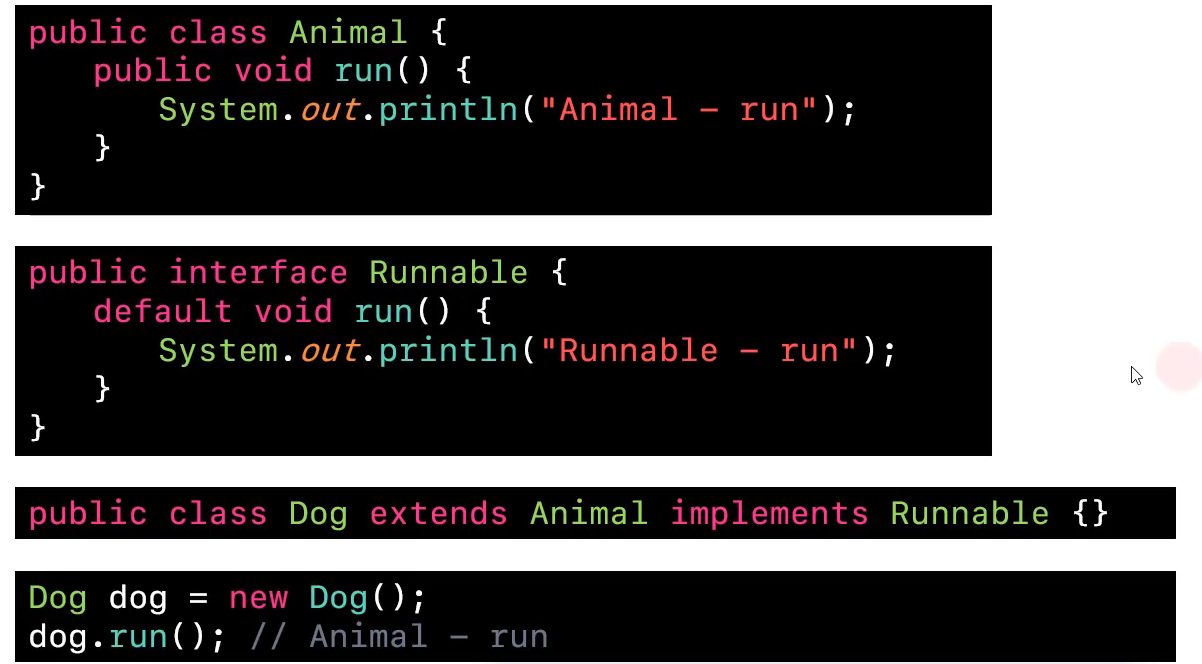 public class Animal {
    public void run() {
        System.out.println("Animal – run");
    }
}
public interface Runnable {
    default void run() {
        System.out.println("Runnable – run");
    }
}
public class Dog extends Animal implements Runnable {}
Dog dog = new Dog();
dog.run(); // Animal – run